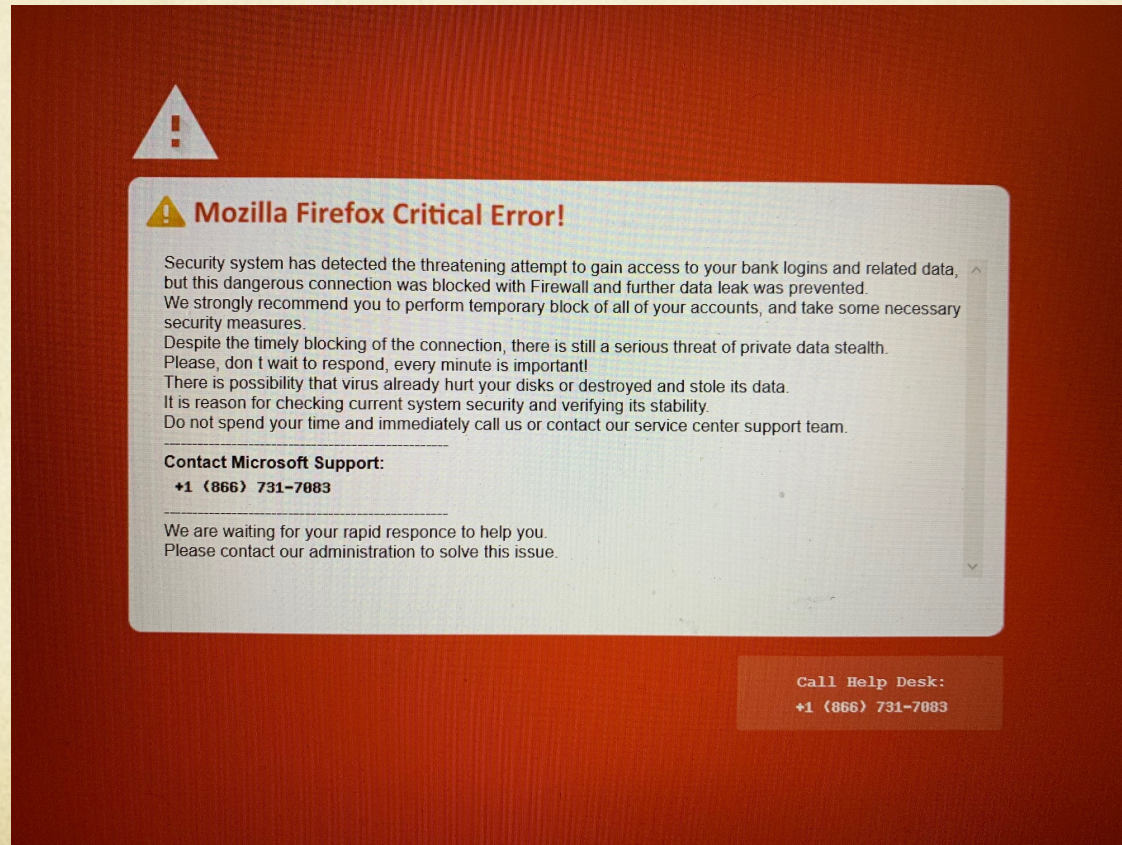 Mozilla Firefox Critical Error!
Security system has detected the threatening attempt to gain access to your bank logins and related data,
but this dangerous connection was blocked with Firewall and further data leak was prevented.
We strongly recommend you to perform temporary block of all of your accounts, and take some necessary
security measures.
Despite the timely blocking of the connection, there is still a serious threat of private data stealth.
Please, don t wait to respond, every minute is important!
There is possibility that virus already hurt your disks or destroyed and stole its data.
It is reason for checking current system security and verifying its stability.
Do not spend your time and immediately call us or contact our service center support team.
Contact Microsoft Support:
+1 (866) 731-7083
We are waiting for your rapid responce to help you.
Please contact our administration to solve this issue.
Call Help Desk:
+1 (866) 731-7083